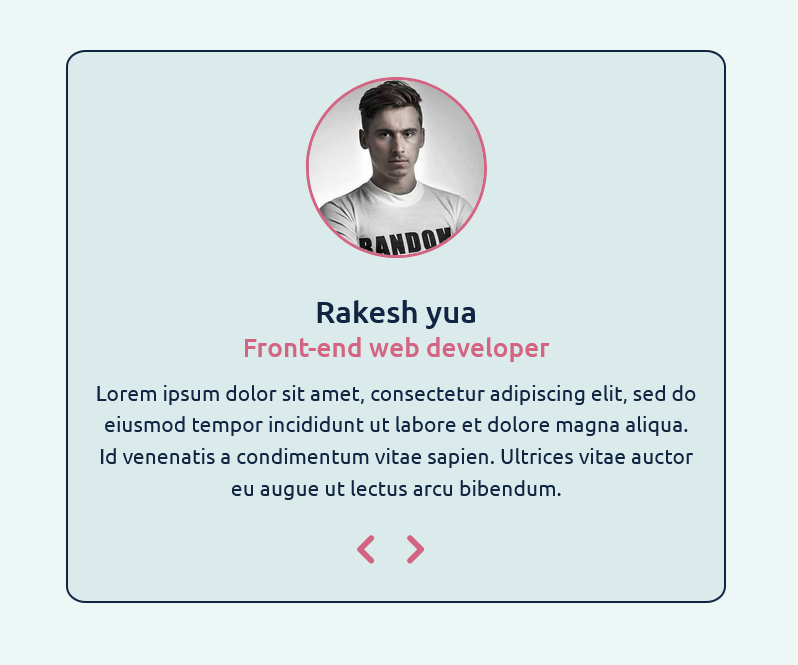 RANDOM
Rakesh yua
Front-end web developer
Lorem ipsum dolor sit amet, consectetur adipiscing elit, sed do
eiusmod tempor incididunt ut labore et dolore magna aliqua.
Id venenatis a condimentum vitae sapien. Ultrices vitae auctor
eu augue ut lectus arcu bibendum.